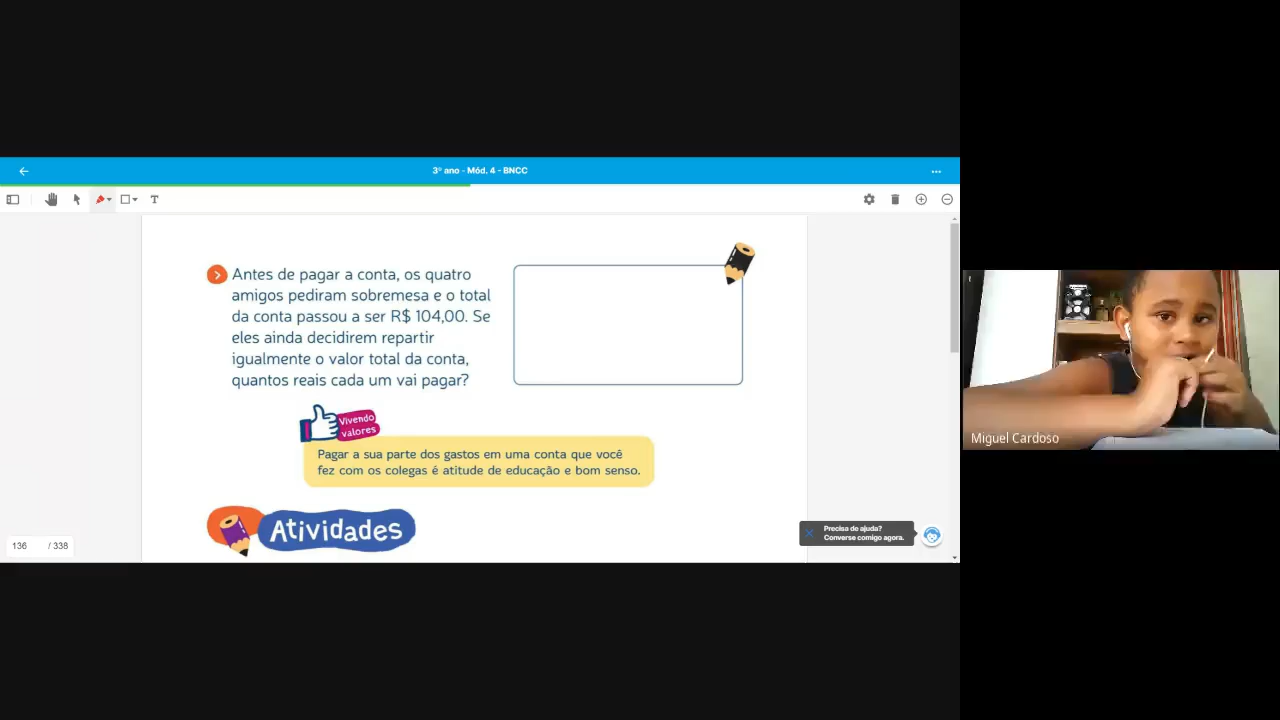 3º ano - Mód. 4 - BNCC
T
Antes de pagar a conta, os quatro
amigos pediram sobremesa e o total
da conta passou a ser R$ 104,00. Se
eles ainda decidirem repartir
igualmente o valor total da conta,
quantos reais cada um vai pagar?
Vivendo
valores
Pagar a sua parte dos gastos em uma conta que você
fez com os colegas é atitude de educação e bom senso.
Atividades
Precisa de ajuda?
Converse comigo agora.
136 / 338
Miguel Cardoso